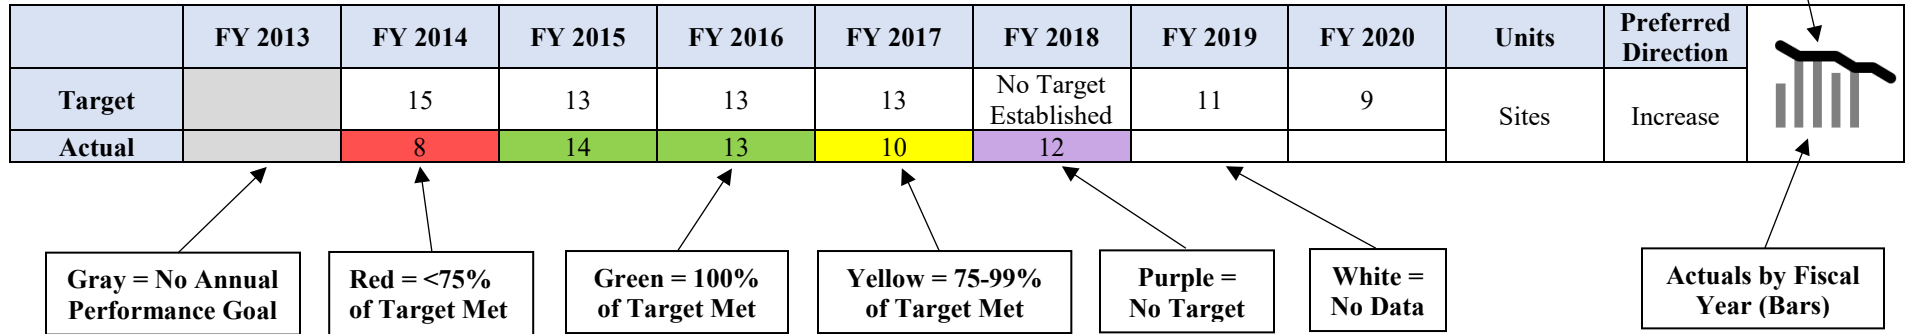 FY 2013 FY 2014 FY 2015 FY 2016 FY 2017 FY 2018 FY 2019 FY 2020 Units Preferred
Direction
Target 15 13 13 13 No Target
Established 11 9 Sites Increase
Actual 8 14 13 10 12
Gray = No Annual
Performance Goal
Red = <75%
of Target Met
Green = 100%
of Target Met
Yellow = 75-99%
of Target Met
Purple =
No Target
White =
No Data
Actuals by Fiscal
Year (Bars)